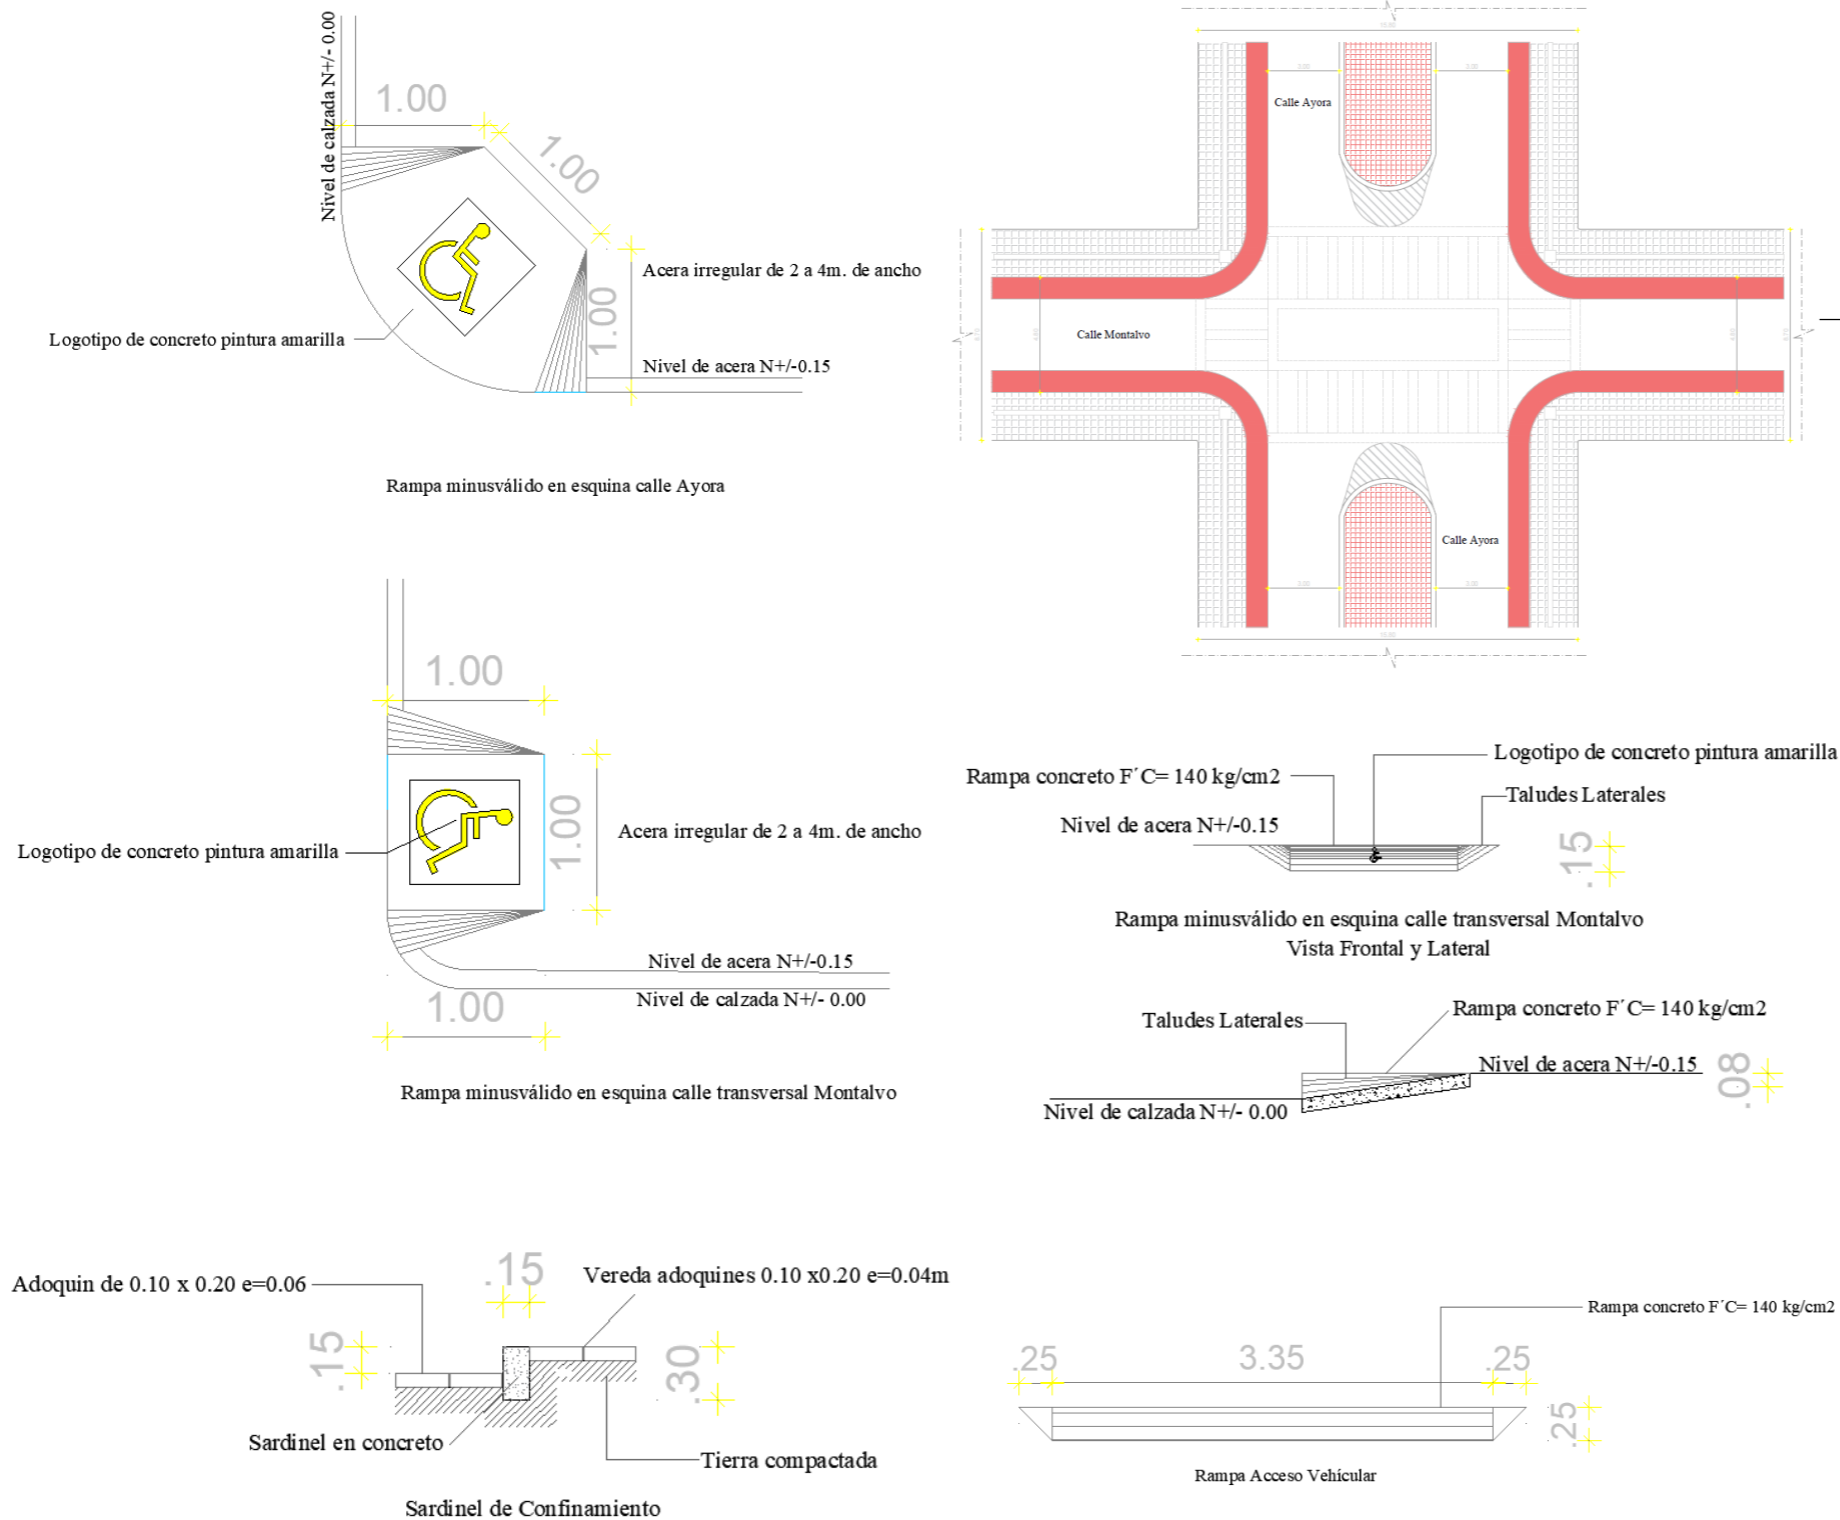 Nivel de calzada N+/- 0.00
1.00
1.00
1.00
Acera irregular de 2 a 4m. de ancho
Logotipo de concreto pintura amarilla
Nivel de acera N+/-0.15
Rampa minusválido en esquina calle Ayora
Calle Ayora
Calle Montalvo
Calle Ayora
3.00
3.00
1.00
1.00
Acera irregular de 2 a 4m. de ancho
Logotipo de concreto pintura amarilla
Nivel de acera N+/-0.15
Nivel de calzada N+/- 0.00
1.00
Rampa minusválido en esquina calle transversal Montalvo
Logotipo de concreto pintura amarilla
Rampa concreto F´C= 140 kg/cm2
Taludes Laterales
Nivel de acera N+/-0.15
.15
Rampa minusválido en esquina calle transversal Montalvo
Vista Frontal y Lateral
Rampa concreto F´C= 140 kg/cm2
Taludes Laterales
Nivel de acera N+/-0.15
.08
Nivel de calzada N+/- 0.00
.15
Vereda adoquines 0.10 x0.20 e=0.04m
Adoquin de 0.10 x 0.20 e=0.06
.15
.30
Sardinel en concreto
Tierra compactada
Sardinel de Confinamiento
Rampa concreto F´C= 140 kg/cm2
.25
3.35
.25
.25
Rampa Acceso Vehícular